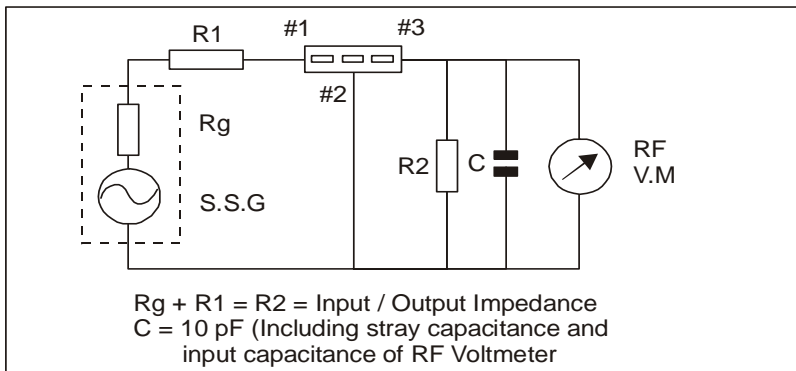 R1
#1
#3
#2
Rg
S.S.G
R2
C
RF
V.M
Rg + R1 = R2 = Input / Output Impedance
C = 10 pF (Including stray capacitance and
input capacitance of RF Voltmeter